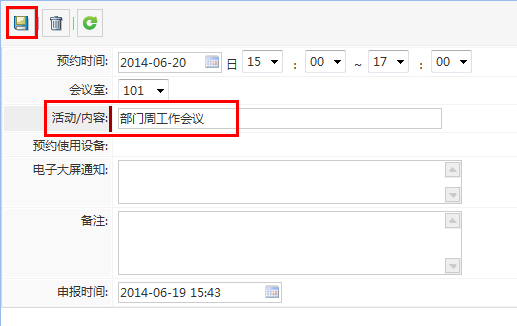 预约时间: 2014-06-20 日 15 : 00 ~ 17 : 00
会议室: 101
活动/内容: 部门周工作会议
预约使用设备:
电子大屏通知:
备注:
申报时间: 2014-06-19 15:43